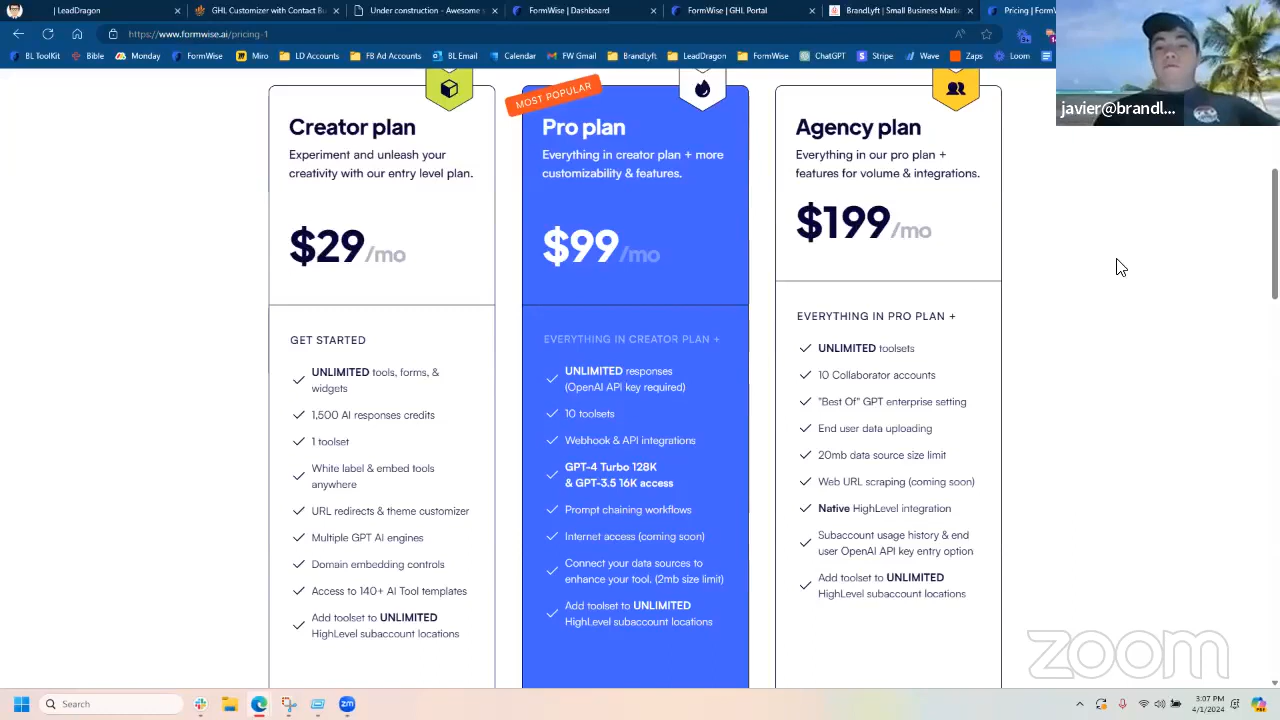 LeadDragon
GHL Customizer with Contact B
Under construction - Awesome s
FormWise | Dashboard
FormWise | GHL Portal
BrandLyft | Small Business Mark
Pricing | Form
https://www.formwise.ai/pricing-1
BL ToolKit
Bible
Monday
FormWise
Miro
LD Accounts
FB Ad Accounts
BL Email
Calendar
FW Gmail
BrandLyft
LeadDragon
FormWise
ChatGPT
Stripe
Wave
Zaps
Loom
javier@brandl...
MOST POPULAR
Creator plan
Experiment and unleash your
creativity with our entry level plan.
$29/mo
GET STARTED
UNLIMITED tools, forms, &
widgets
1,500 AI responses credits
1 toolset
White label & embed tools
anywhere
URL redirects & theme customizer
Multiple GPT AI engines
Domain embedding controls
Access to 140+ AI Tool templates
Add toolset to UNLIMITED
HighLevel subaccount locations
Pro plan
Everything in creator plan + more
customizability & features.
$99/mo
EVERYTHING IN CREATOR PLAN +
UNLIMITED responses
(OpenAI API key required)
10 toolsets
Webhook & API integrations
GPT-4 Turbo 128K
& GPT-3.5 16K access
Prompt chaining workflows
Internet access (coming soon)
Connect your data sources to
enhance your tool. (2mb size limit)
Add toolset to UNLIMITED
HighLevel subaccount locations
Agency plan
Everything in our pro plan +
features for volume & integrations.
$199/mo
EVERYTHING IN PRO PLAN +
UNLIMITED toolsets
10 Collaborator accounts
"Best Of" GPT enterprise setting
End user data uploading
20mb data source size limit
Web URL scraping (coming soon)
Native HighLevel integration
Subaccount usage history & end
user OpenAI API key entry option
Add toolset to UNLIMITED
HighLevel subaccount locations
zoom
Search
zm
3:07 PM
4/1/2024